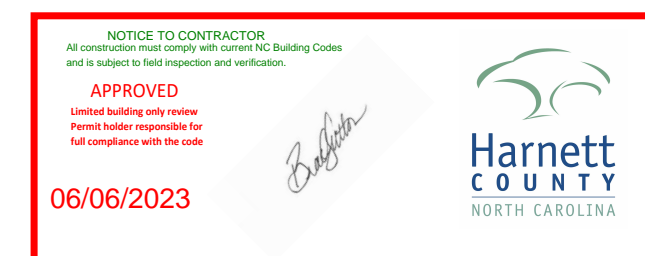 NOTICE TO CONTRACTOR
All construction must comply with current NC Building Codes
and is subject to field inspection and verification.
APPROVED
Limited building only review
Permit holder responsible for
full compliance with the code
06/06/2023
Harnett
COUNTY
NORTH CAROLINA